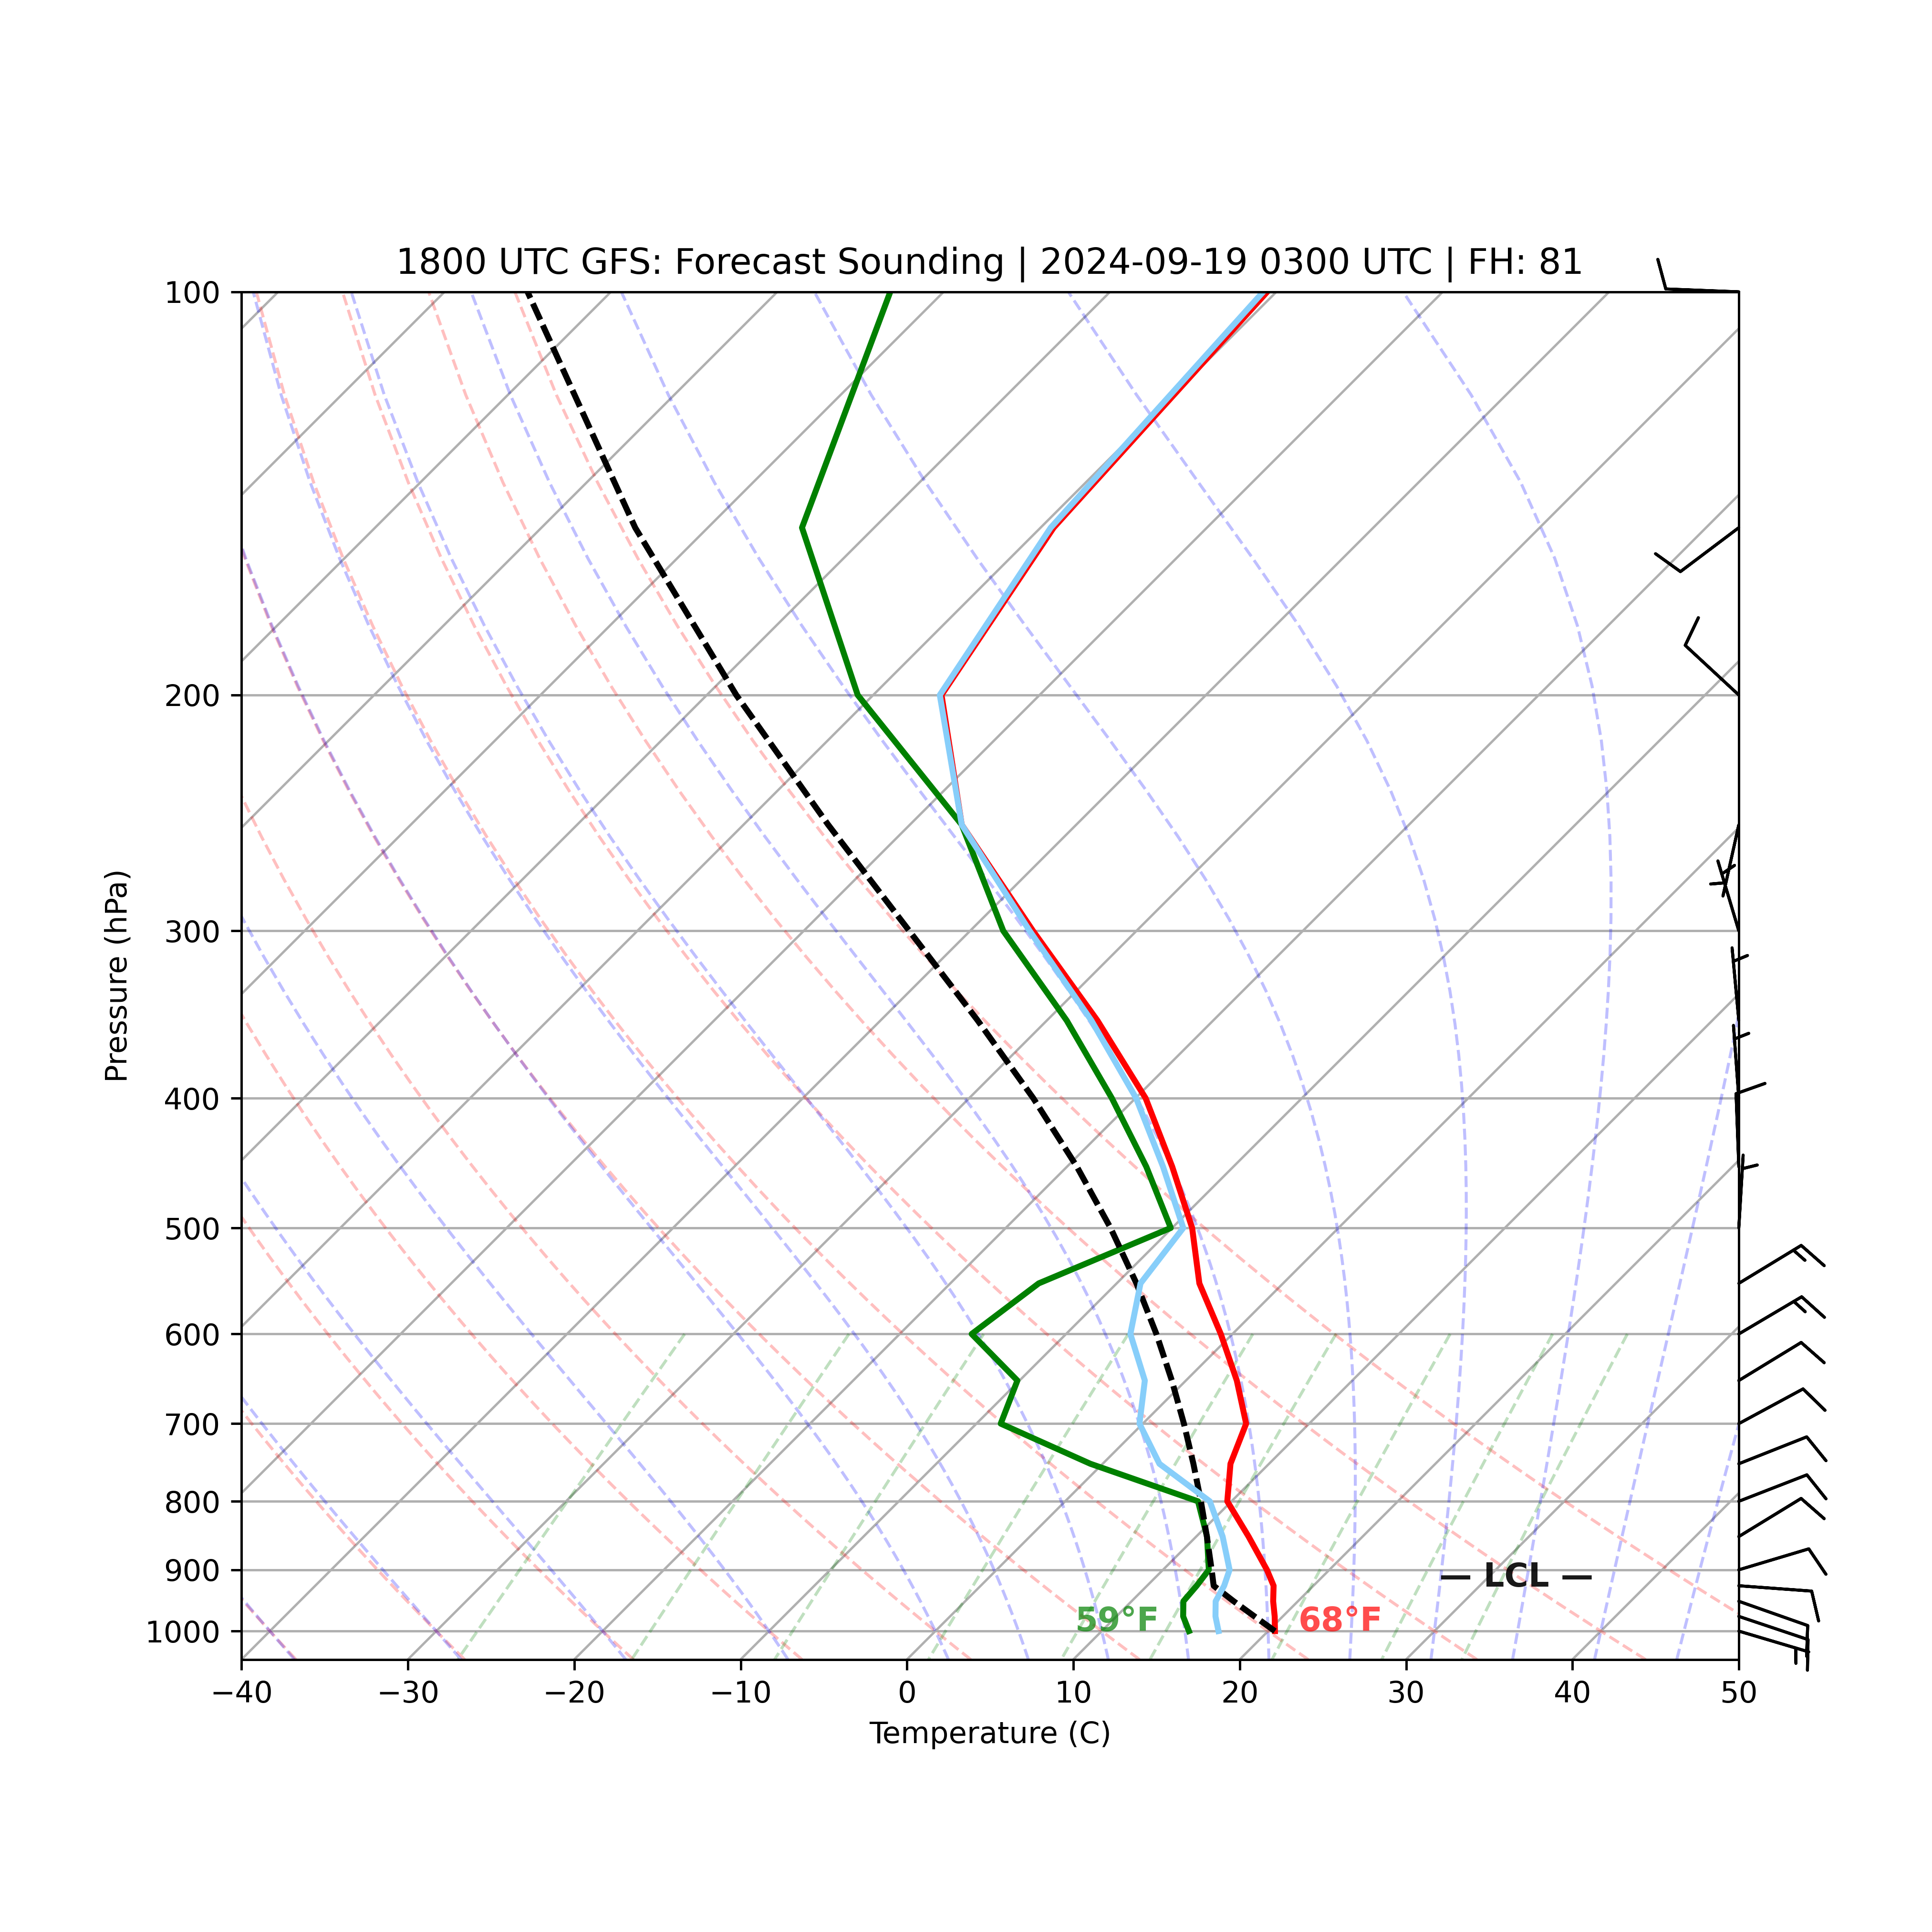 1800 UTC GFS: Forecast Sounding | 2024-09-19 0300 UTC | FH: 81
100
200
300
400
500
600
700
800
900
1000
Pressure (hPa)
— LCL —
59°F
68°F
−40 −30 −20 −10 0 10 20 30 40 50
Temperature (C)